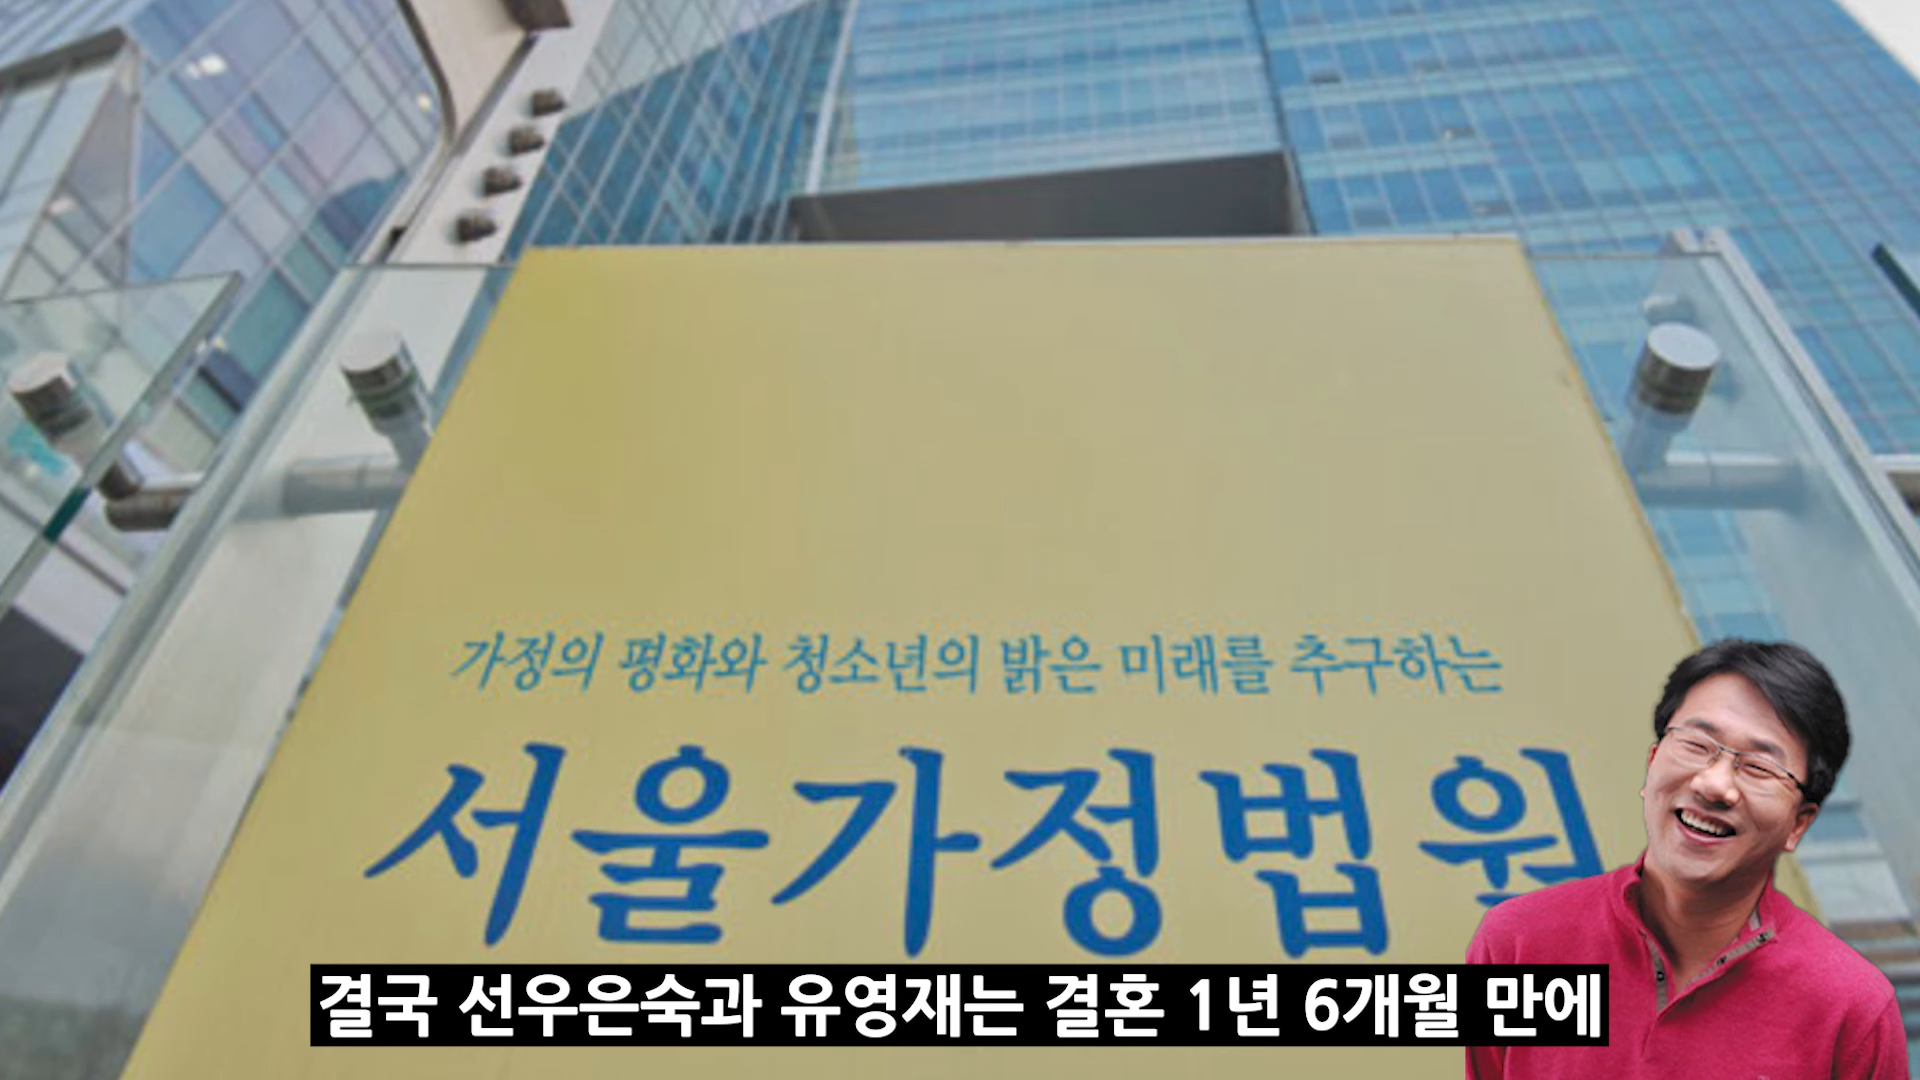 가정의 평화와 청소년의 밝은 미래를 추구하는
서울가정법원
결국 선우은숙과 유영재는 결혼 1년 6개월 만에